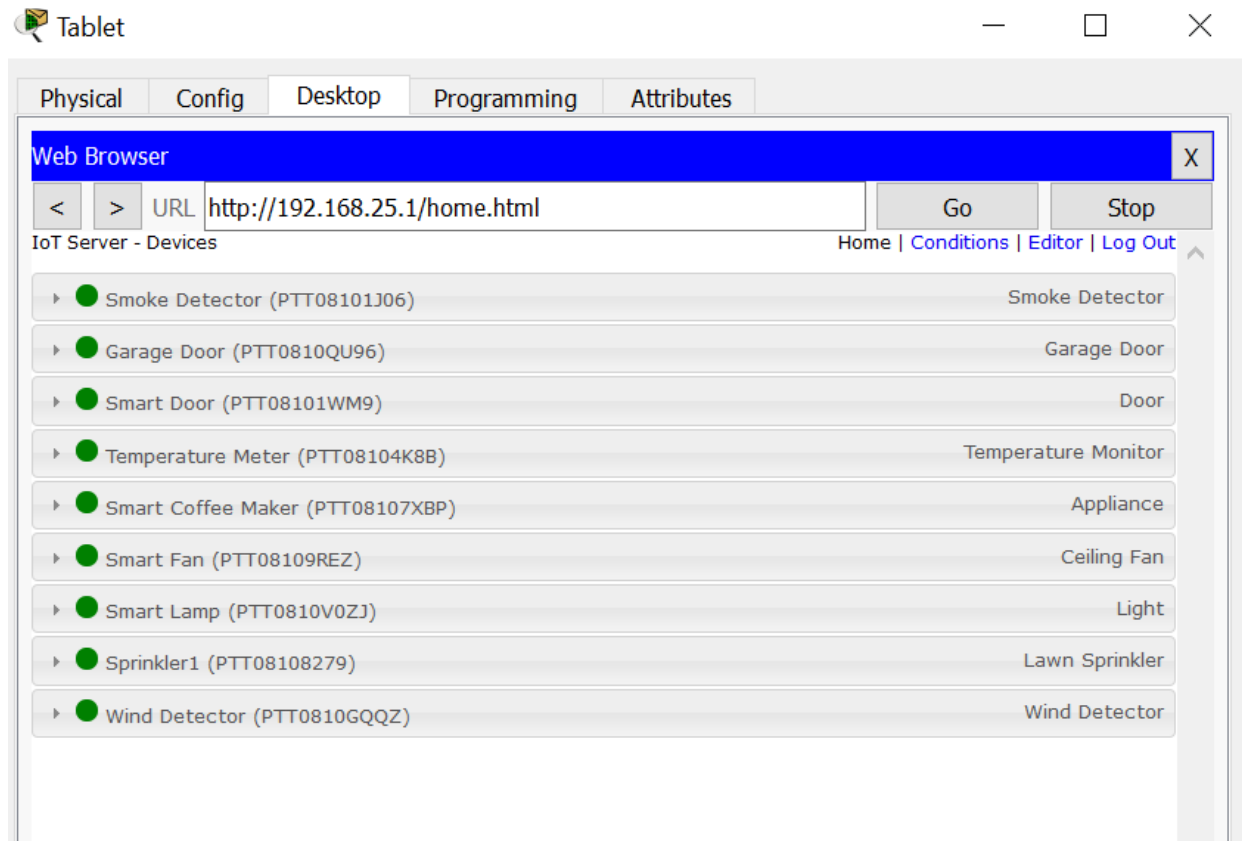 Tablet
Physical Config Desktop Programming Attributes
Web Browser X
< > URL http://192.168.25.1/home.html Go Stop
IoT Server - Devices Home | Conditions | Editor | Log Out
Smoke Detector (PTT08101J06) Smoke Detector
Garage Door (PTT0810QU96) Garage Door
Smart Door (PTT08101WM9) Door
Temperature Meter (PTT08104K8B) Temperature Monitor
Smart Coffee Maker (PTT08107XBP) Appliance
Smart Fan (PTT08109REZ) Ceiling Fan
Smart Lamp (PTT0810V0ZJ) Light
Sprinkler1 (PTT08108279) Lawn Sprinkler
Wind Detector (PTT0810GQQZ) Wind Detector